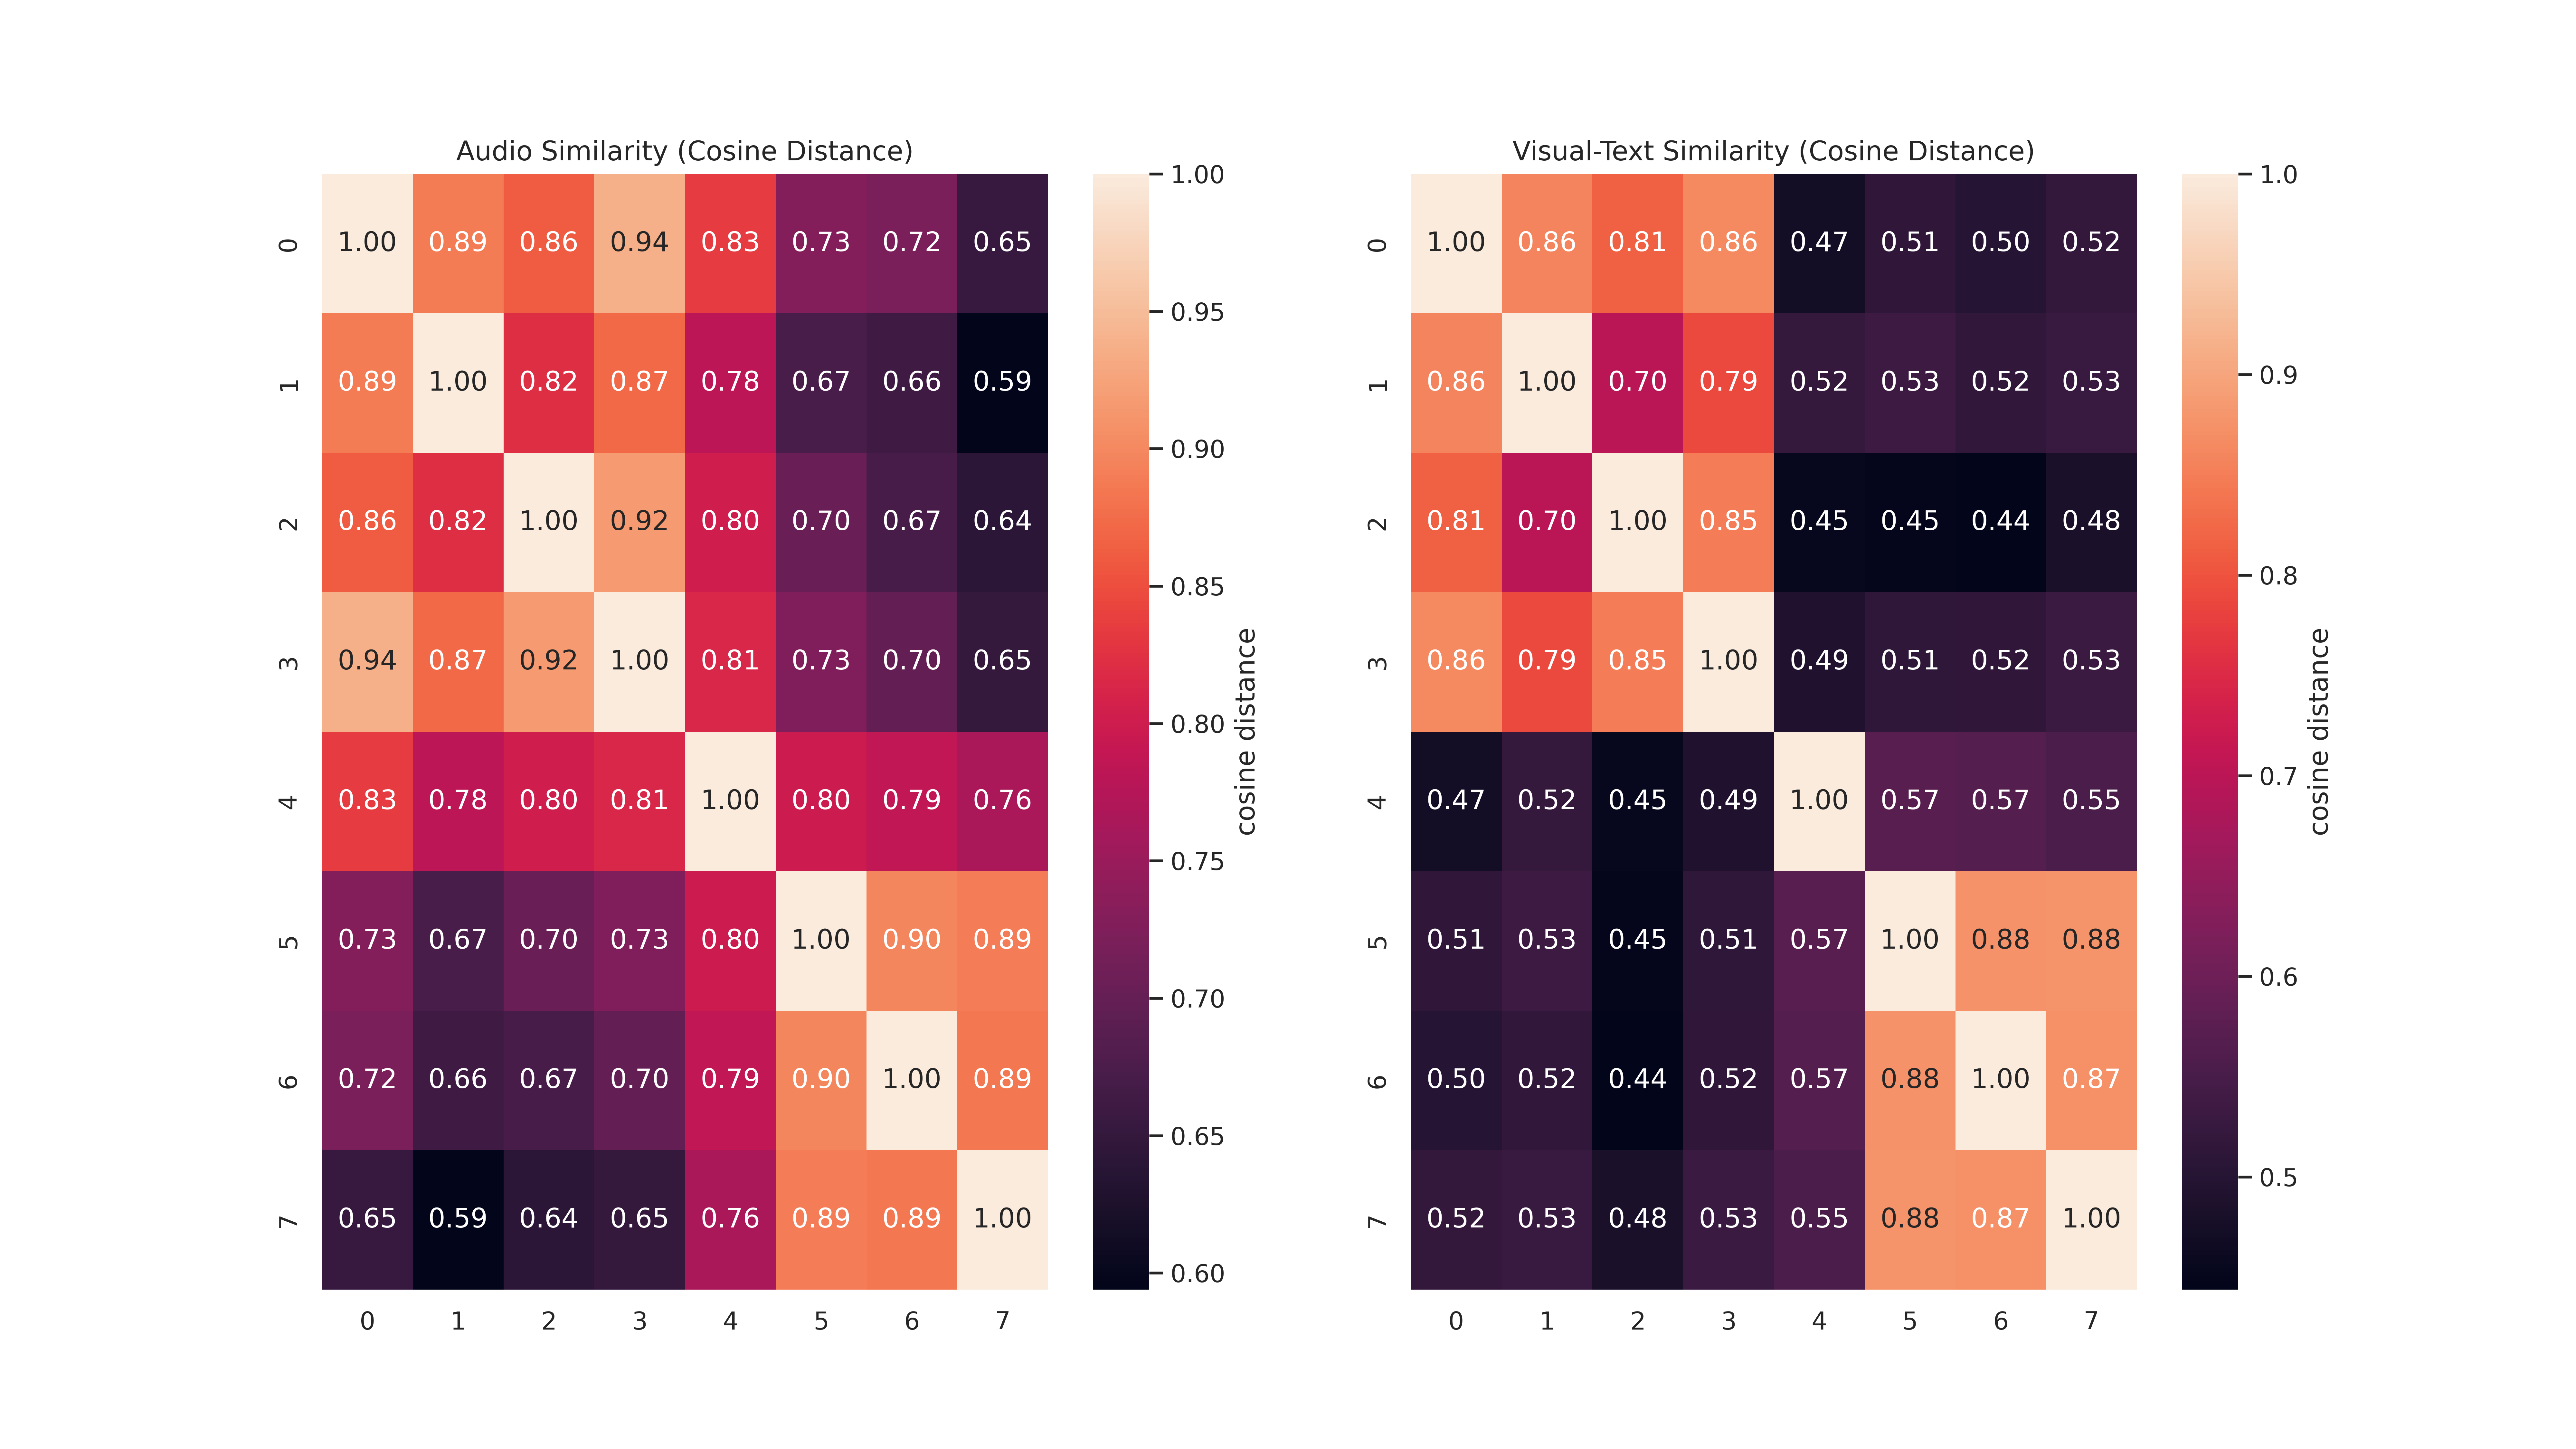 Audio Similarity (Cosine Distance)
0 1.00 0.89 0.86 0.94 0.83 0.73 0.72 0.65
1 0.89 1.00 0.82 0.87 0.78 0.67 0.66 0.59
2 0.86 0.82 1.00 0.92 0.80 0.70 0.67 0.64
3 0.94 0.87 0.92 1.00 0.81 0.73 0.70 0.65
4 0.83 0.78 0.80 0.81 1.00 0.80 0.79 0.76
5 0.73 0.67 0.70 0.73 0.80 1.00 0.90 0.89
6 0.72 0.66 0.67 0.70 0.79 0.90 1.00 0.89
7 0.65 0.59 0.64 0.65 0.76 0.89 0.89 1.00
0 1 2 3 4 5 6 7
1.00
0.95
0.90
0.85
0.80
0.75
0.70
0.65
0.60
cosine distance
Visual-Text Similarity (Cosine Distance)
0 1.00 0.86 0.81 0.86 0.47 0.51 0.50 0.52
1 0.86 1.00 0.70 0.79 0.52 0.53 0.52 0.53
2 0.81 0.70 1.00 0.85 0.45 0.45 0.44 0.48
3 0.86 0.79 0.85 1.00 0.49 0.51 0.52 0.53
4 0.47 0.52 0.45 0.49 1.00 0.57 0.57 0.55
5 0.51 0.53 0.45 0.51 0.57 1.00 0.88 0.88
6 0.50 0.52 0.44 0.52 0.57 0.88 1.00 0.87
7 0.52 0.53 0.48 0.53 0.55 0.88 0.87 1.00
0 1 2 3 4 5 6 7
1.0
0.9
0.8
0.7
0.6
0.5
cosine distance